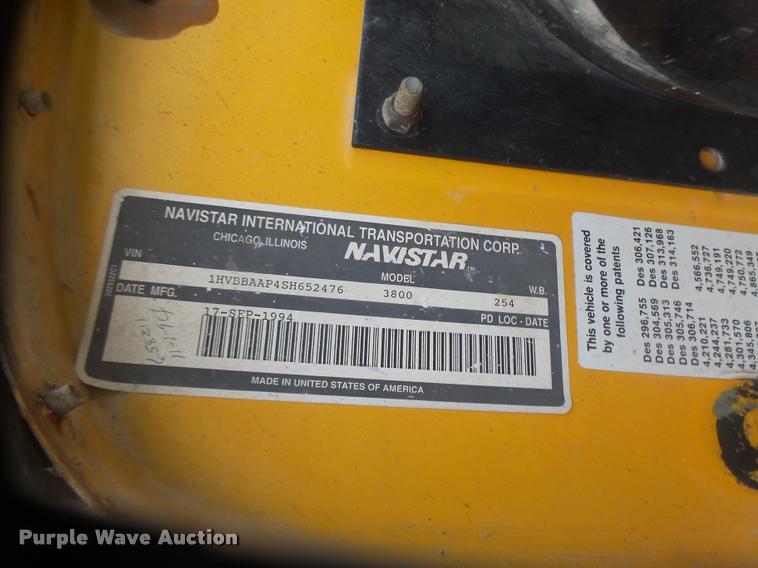 NAVISTAR INTERNATIONAL TRANSPORTATION CORP.
CHICAGO, ILLINOIS
NAVISTAR
VIN MODEL W.B.
1HVBBAAP4SH652476 3800 254
DATE MFG. PD LOC - DATE
17-SEP-1994
MADE IN UNITED STATES OF AMERICA
This vehicle is covered
by one or more of the
following patents
Des 296,755 Des 306,421
Des 304,569 Des 307,126
Des 305,313 Des 313,968
Des 305,746 Des 314,163
Des 306,714
4,210,221 4,566,552
4,244,237 4,736,727
4,281,733 4,749,191
4,301,570 4,749,220
4,345,806 4,750,772
4,865,349
Purple Wave Auction